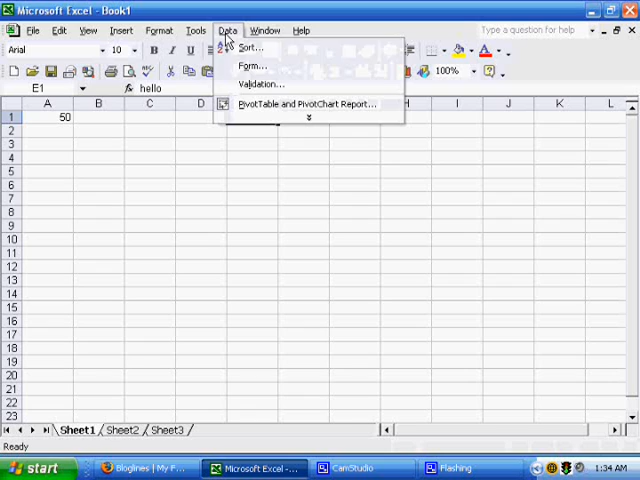 Microsoft Excel - Book1
File Edit View Insert Format Tools Data Window Help
Type a question for help
Arial 10 B I
100%
E1 hello
Sort...
Form...
Validation...
PivotTable and PivotChart Report...
A B C D H I J K L
1 50
2
3
4
5
6
7
8
9
10
11
12
13
14
15
16
17
18
19
20
21
22
23
Sheet1 Sheet2 Sheet3
Ready
start Bloglines | My F... Microsoft Excel -... CamStudio Flashing 1:34 AM